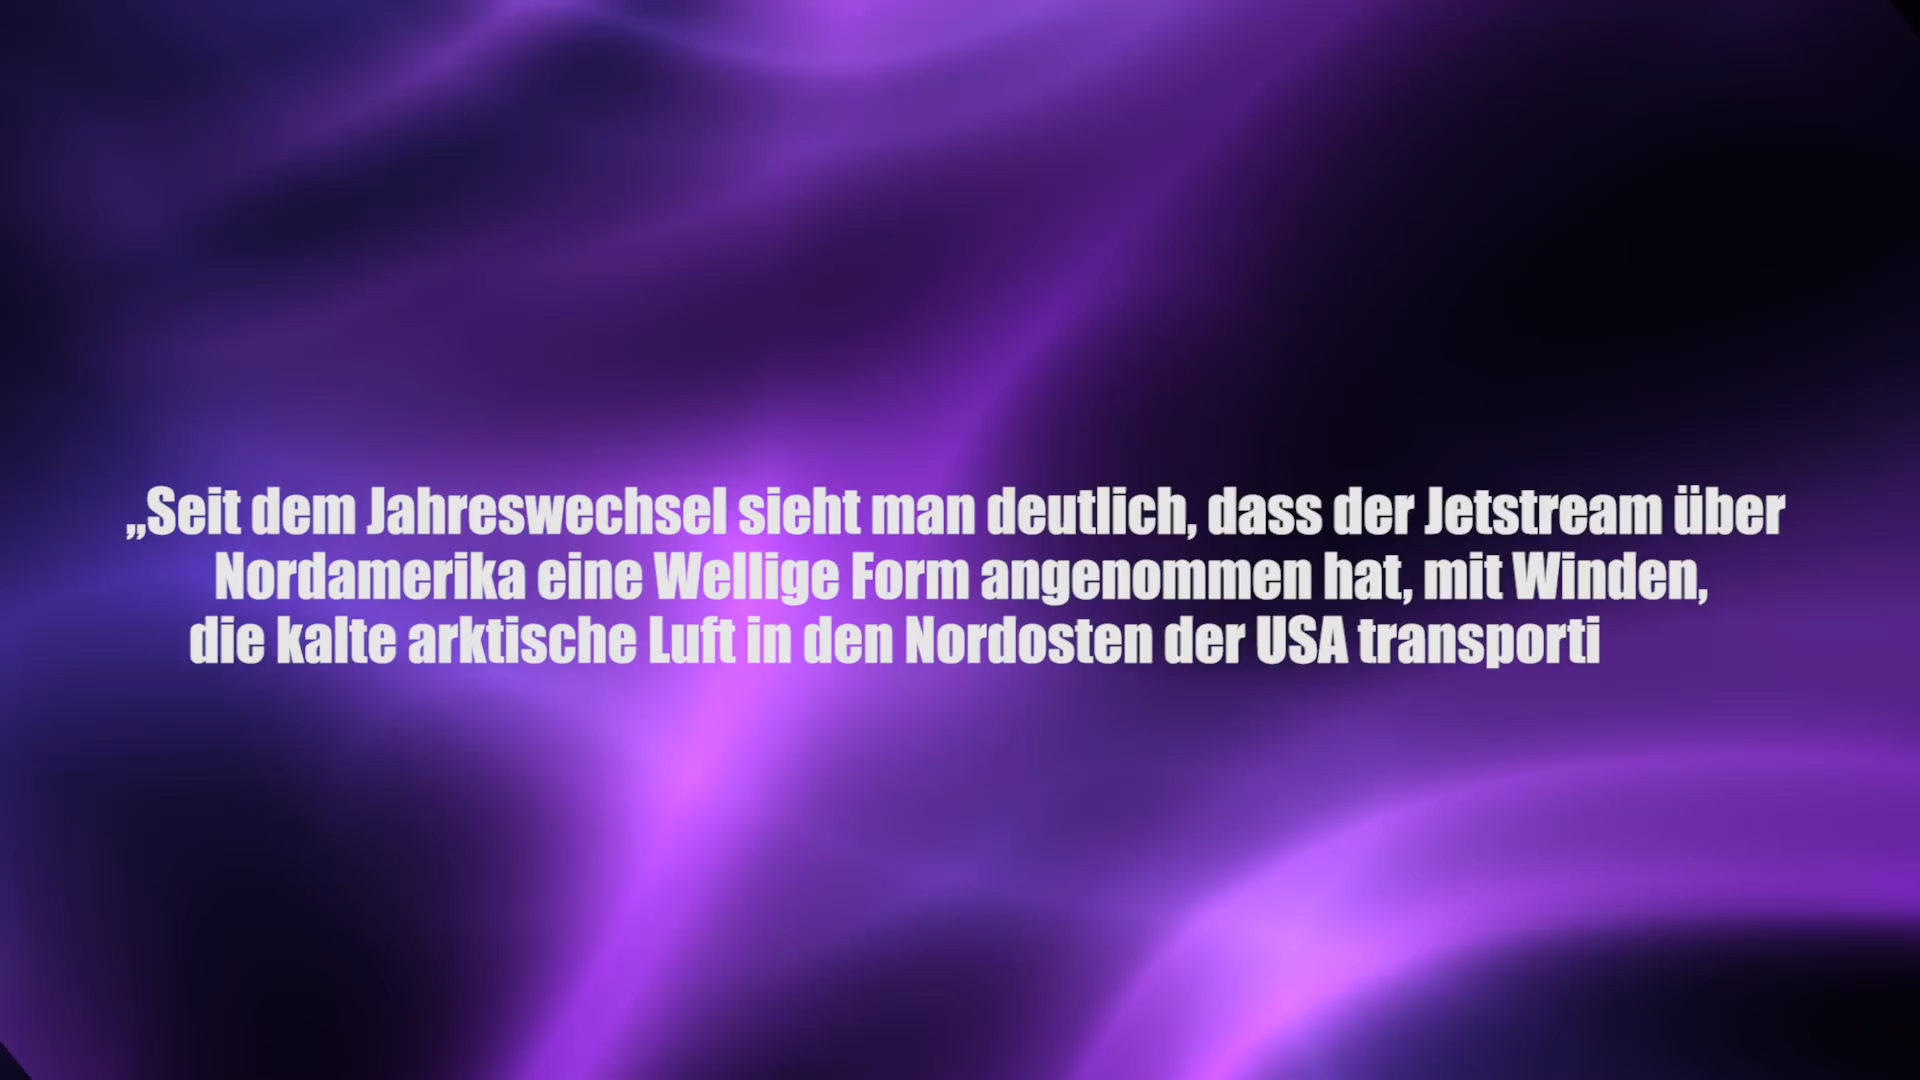 „Seit dem Jahreswechsel sieht man deutlich, dass der Jetstream über
Nordamerika eine Wellige Form angenommen hat, mit Winden,
die kalte arktische Luft in den Nordosten der USA transporti